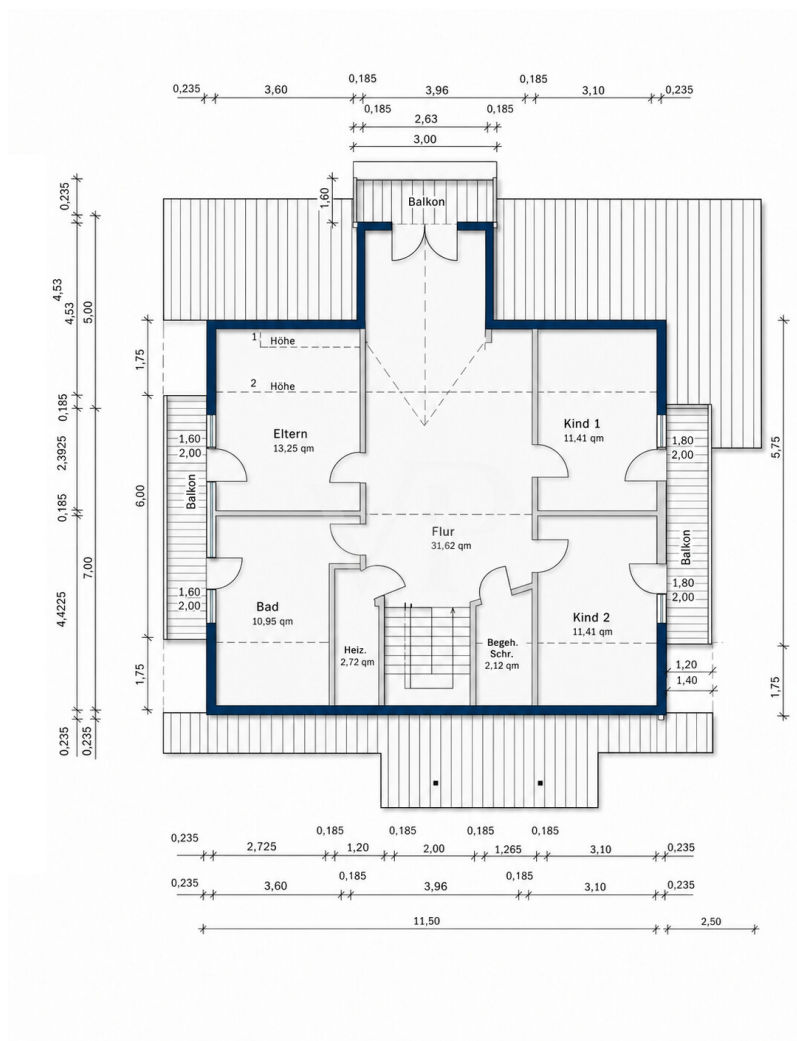 0,185 0,185
0,235 3,60 3,96 3,10 0,235
0,185 0,185
2,63
3,00
0,235
1,60
Balkon
4,53
4,53
5,00
1,75
1 Höhe
2 Höhe
0,185
2,3925
0,185
6,00
5,75
Eltern
13,25 qm
Kind 1
11,41 qm
1,60
2,00
1,80
2,00
Balkon
Balkon
Flur
31,62 qm
7,00
4,4225
1,60
2,00
1,80
2,00
Bad
10,95 qm
Kind 2
11,41 qm
Heiz.
2,72 qm
Begeh.
Schr.
2,12 qm
1,20
1,40
1,75
1,75
0,235
0,235
0,185 0,185 0,185 0,185
0,235 2,725 1,20 2,00 1,265 3,10 0,235
0,185 0,185
0,235 3,60 3,96 3,10 0,235
11,50 2,50